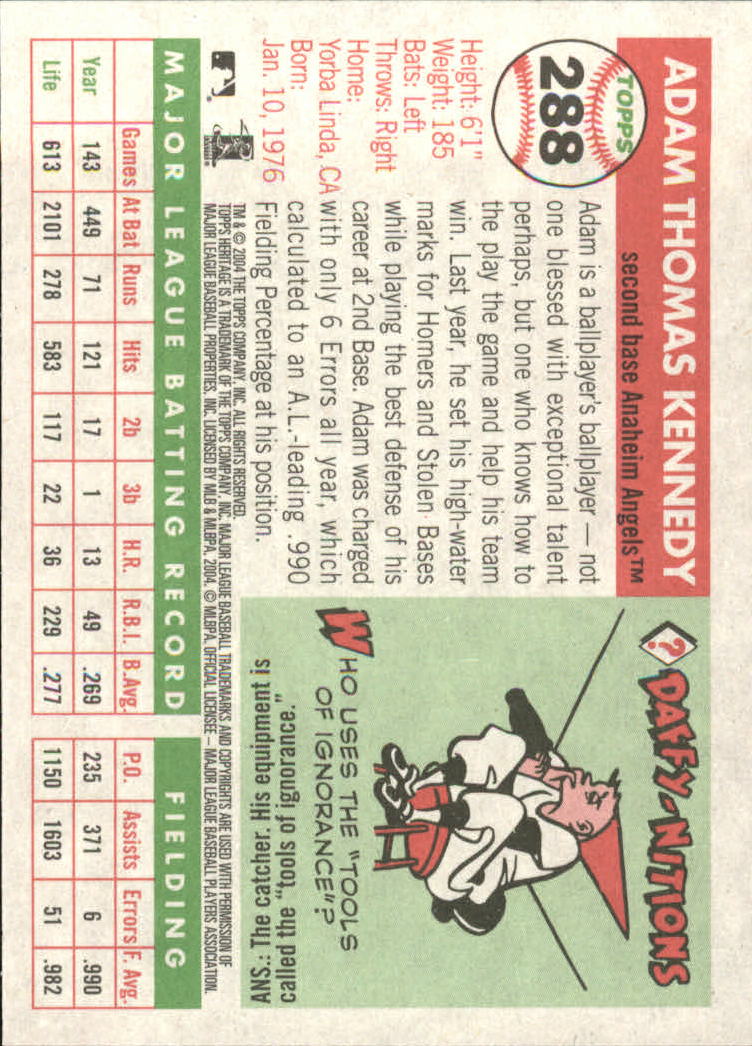 ADAM THOMAS KENNEDY
second base Anaheim Angels™
TOPPS
288
Height: 6'1"
Weight: 185
Bats: Left
Throws: Right
Home:
Yorba Linda, CA
Born:
Jan. 10, 1976
Adam is a ballplayer's ballplayer — not
one blessed with exceptional talent
perhaps, but one who knows how to
the play the game and help his team
win. Last year, he set his high-water
marks for Homers and Stolen Bases
while playing the best defense of his
career at 2nd Base. Adam was charged
with only 6 Errors all year, which
calculated to an A.L.-leading .990
Fielding Percentage at his position.
? DAFFY-NITIONS
WHO USES THE "TOOLS
OF IGNORANCE"?
ANS.: The catcher. His equipment is
called the "tools of ignorance."
TM & © 2004 THE TOPPS COMPANY, INC. ALL RIGHTS RESERVED.
TOPPS HERITAGE IS A TRADEMARK OF THE TOPPS COMPANY, INC. MAJOR LEAGUE BASEBALL TRADEMARKS AND COPYRIGHTS ARE USED WITH PERMISSION OF
MAJOR LEAGUE BASEBALL PROPERTIES, INC. LICENSED BY MLB & MLBPA, 2004. © MLBPA, OFFICIAL LICENSEE – MAJOR LEAGUE BASEBALL PLAYERS ASSOCIATION.
MAJOR LEAGUE BATTING RECORD FIELDING
Games At Bat Runs Hits 2b 3b H.R. R.B.I. B.Avg. P.O. Assists Errors F. Avg.
Year 143 449 71 121 17 1 13 49 .269 235 371 6 .990
Life 613 2101 278 583 117 22 36 229 .277 1150 1603 51 .982